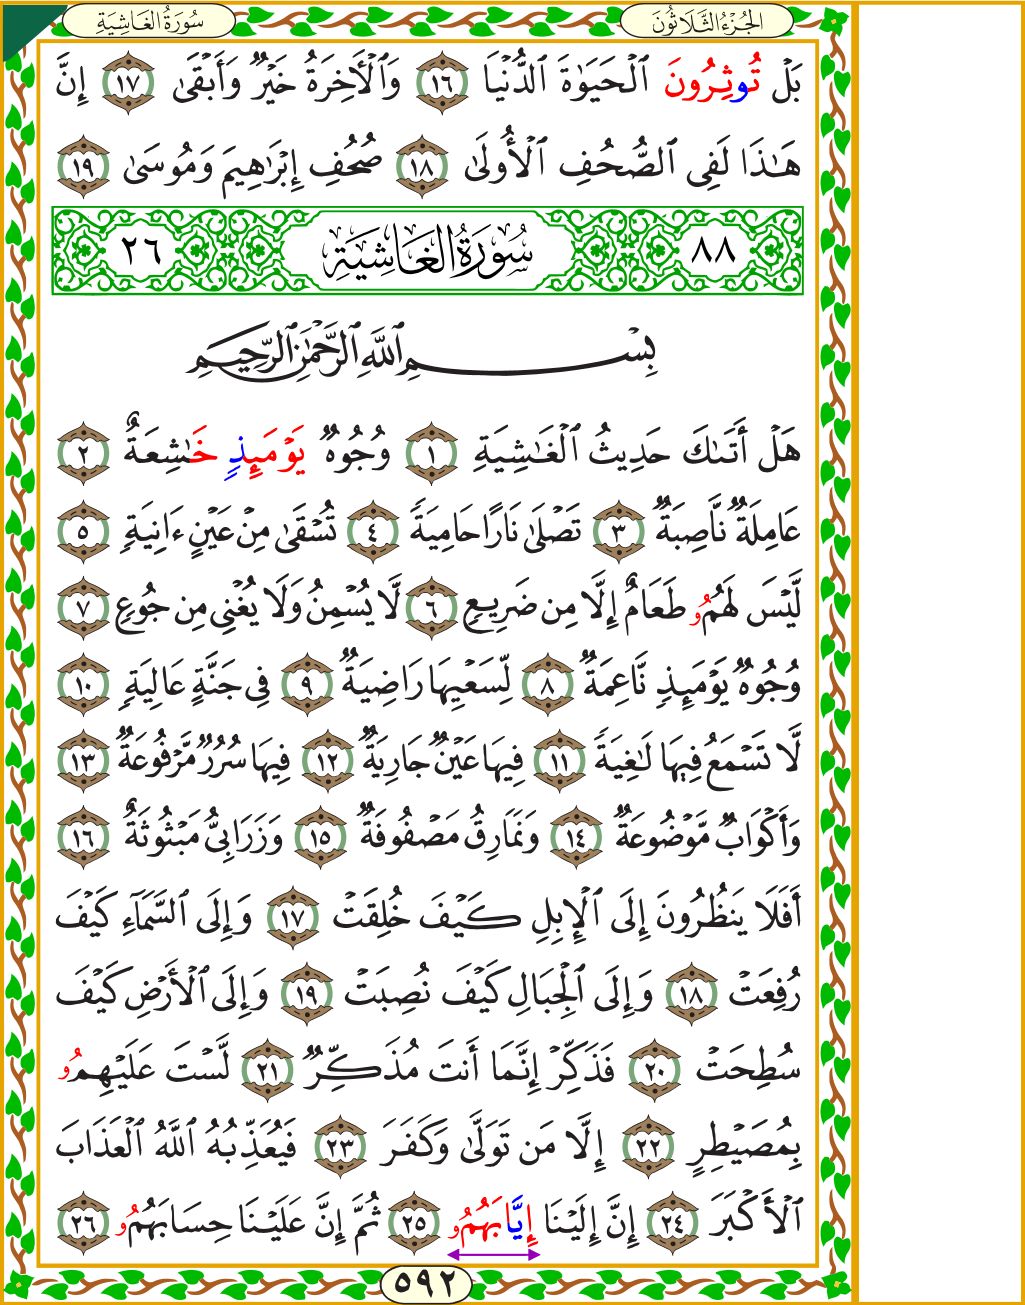 سُورَةُ الغَاشِيَةِ
الجُزْءُ الثَّلَاثُونَ
بَلْ تُوثِرُونَ ٱلْحَيَوٰةَ ٱلدُّنْيَا ١٦ وَٱلْأَخِرَةُ خَيْرٌ وَأَبْقَىٰ ١٧ إِنَّ
هَٰذَا لَفِى ٱلصُّحُفِ ٱلْأُولَىٰ ١٨ صُحُفِ إِبْرَٰهِيمَ وَمُوسَىٰ ١٩
٨٨ سُورَةُ الغَاشِيَةِ ٢٦
بِسْمِ ٱللَّهِ ٱلرَّحْمَٰنِ ٱلرَّحِيمِ
هَلْ أَتَىٰكَ حَدِيثُ ٱلْغَٰشِيَةِ ١ وُجُوهٌ يَوْمَئِذٍ خَٰشِعَةٌ ٢
عَامِلَةٌ نَّاصِبَةٌ ٣ تَصْلَىٰ نَارًا حَامِيَةً ٤ تُسْقَىٰ مِنْ عَيْنٍ ءَانِيَةٍ ٥
لَّيْسَ لَهُمُو طَعَامٌ إِلَّا مِن ضَرِيعٍ ٦ لَّا يُسْمِنُ وَلَا يُغْنِى مِن جُوعٍ ٧
وُجُوهٌ يَوْمَئِذٍ نَّاعِمَةٌ ٨ لِّسَعْيِهَا رَاضِيَةٌ ٩ فِى جَنَّةٍ عَالِيَةٍ ١٠
لَّا تَسْمَعُ فِيهَا لَٰغِيَةً ١١ فِيهَا عَيْنٌ جَارِيَةٌ ١٢ فِيهَا سُرُرٌ مَّرْفُوعَةٌ ١٣
وَأَكْوَابٌ مَّوْضُوعَةٌ ١٤ وَنَمَارِقُ مَصْفُوفَةٌ ١٥ وَزَرَابِىُّ مَبْثُوثَةٌ ١٦
أَفَلَا يَنظُرُونَ إِلَى ٱلْإِبِلِ كَيْفَ خُلِقَتْ ١٧ وَإِلَى ٱلسَّمَآءِ كَيْفَ
رُفِعَتْ ١٨ وَإِلَى ٱلْجِبَالِ كَيْفَ نُصِبَتْ ١٩ وَإِلَى ٱلْأَرْضِ كَيْفَ
سُطِحَتْ ٢٠ فَذَكِّرْ إِنَّمَا أَنتَ مُذَكِّرٌ ٢١ لَّسْتَ عَلَيْهِمُو
بِمُصَيْطِرٍ ٢٢ إِلَّا مَن تَوَلَّىٰ وَكَفَرَ ٢٣ فَيُعَذِّبُهُ ٱللَّهُ ٱلْعَذَابَ
ٱلْأَكْبَرَ ٢٤ إِنَّ إِلَيْنَا إِيَّابَهُمُو ٢٥ ثُمَّ إِنَّ عَلَيْنَا حِسَابَهُمُو ٢٦
٥٩٢